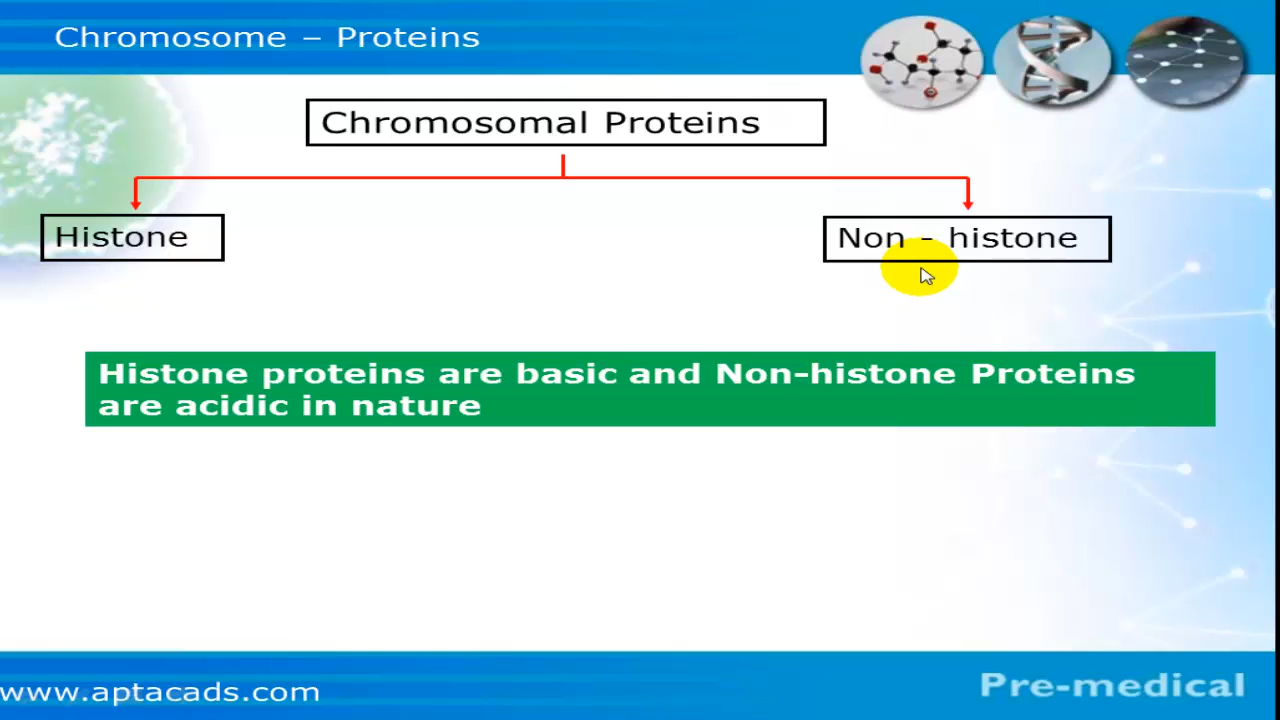 Chromosome – Proteins
Chromosomal Proteins
Histone
Non - histone
Histone proteins are basic and Non-histone Proteins
are acidic in nature
www.aptacads.com
Pre-medical